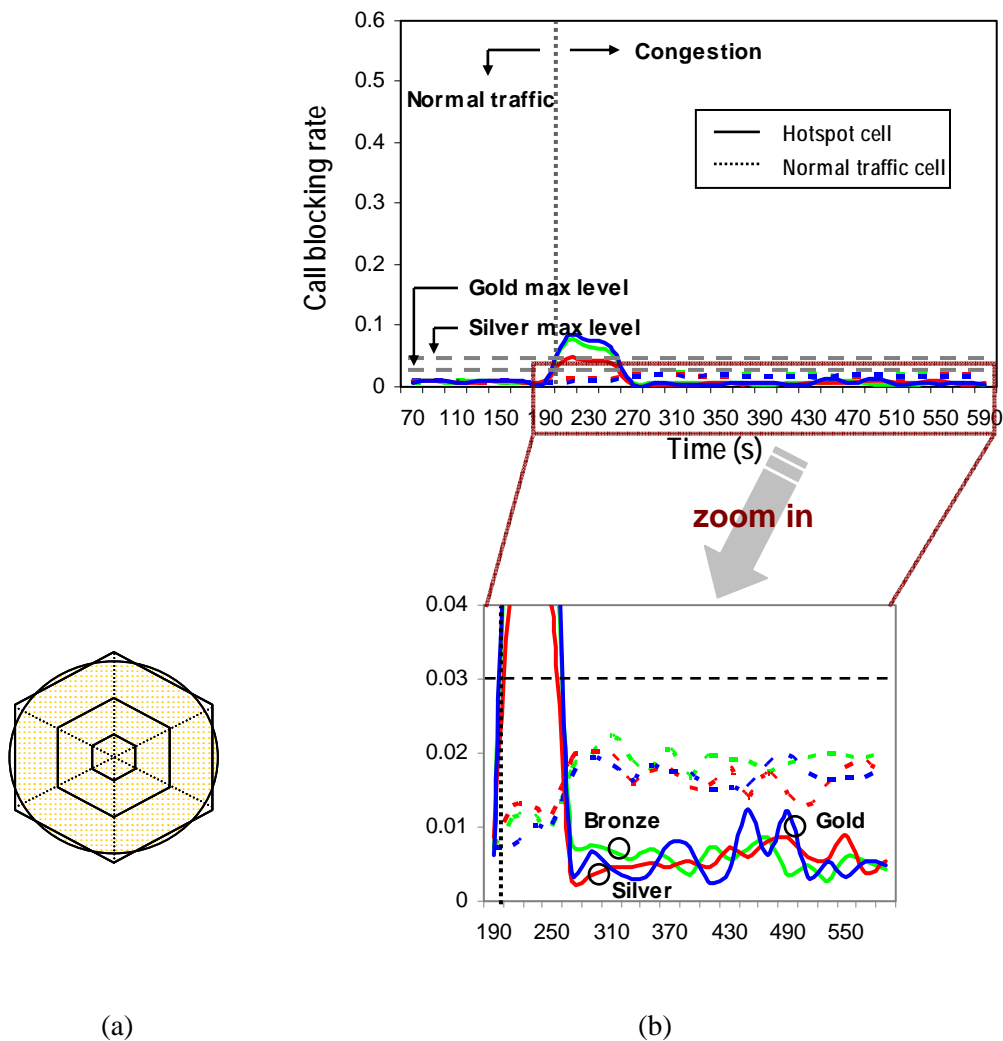 0.6
0.5
0.4
0.3
0.2
0.1
0
Call blocking rate
Congestion
Normal traffic
Hotspot cell
Normal traffic cell
Gold max level
Silver max level
70 110 150 190 230 270 310 350 390 430 470 510 550 590
Time (s)
zoom in
0.04
0.03
0.02
0.01
0
Bronze
Gold
Silver
190 250 310 370 430 490 550
(a)
(b)